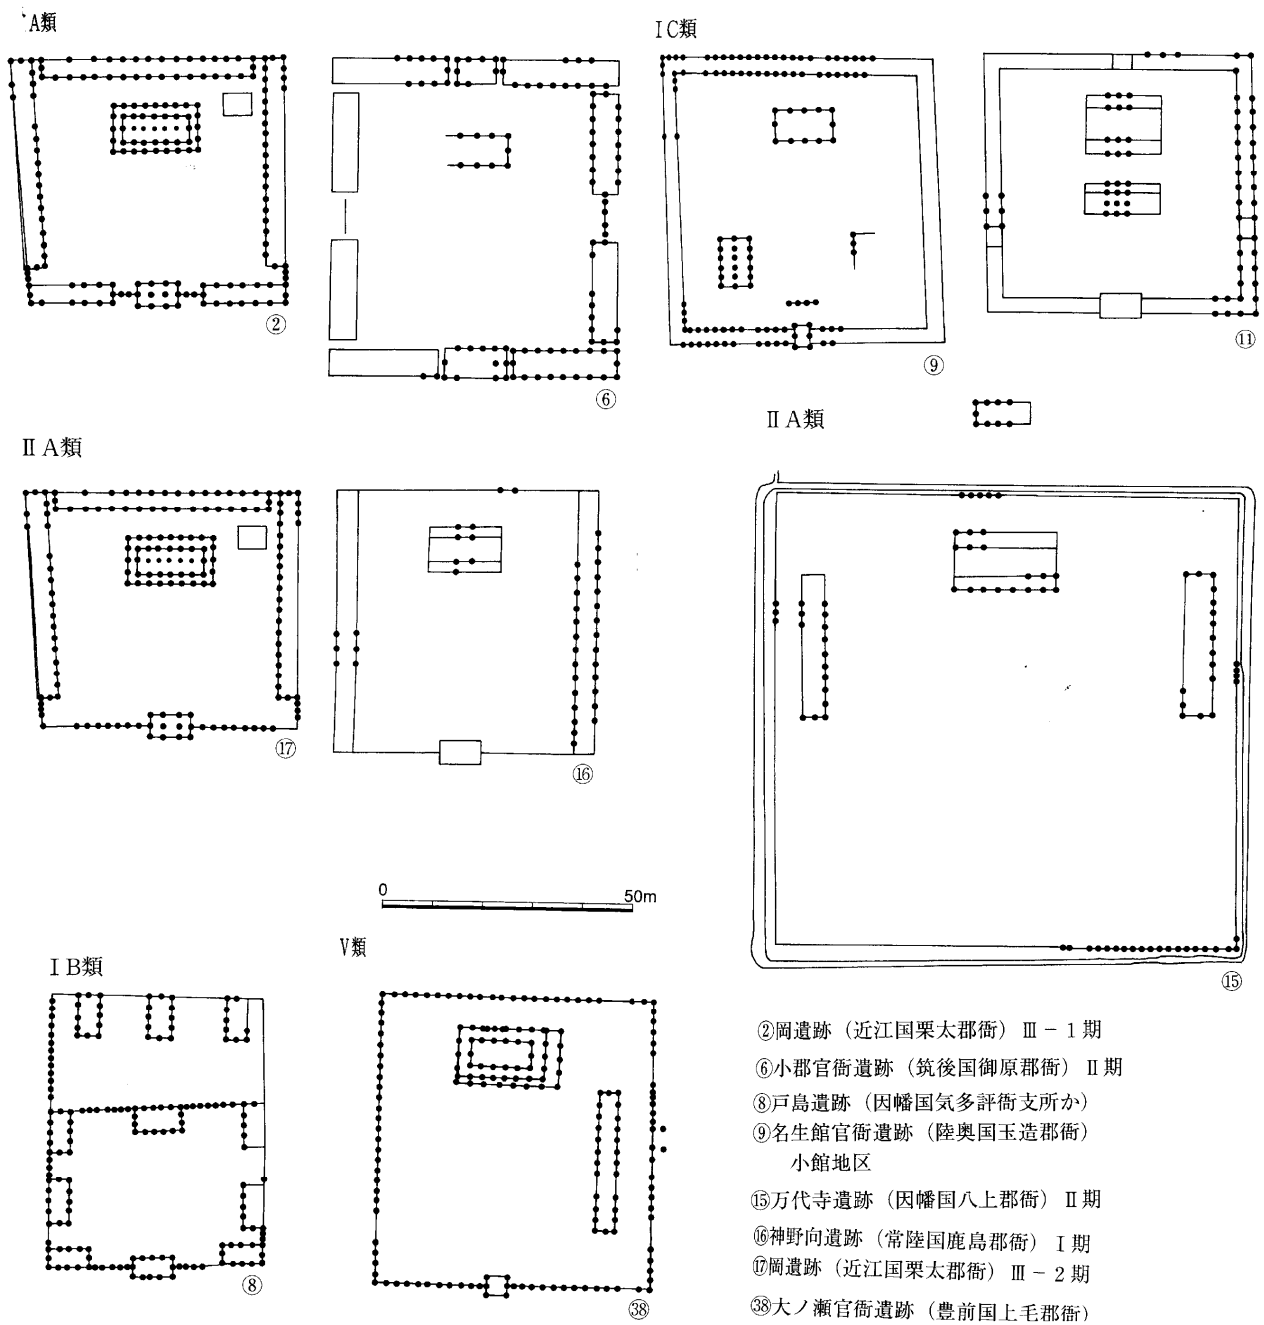 A類
②
⑥
ⅠC類
⑨
⑪
ⅡA類
⑰
⑯
ⅡA類
⑮
0 50m
ⅠB類
⑧
Ⅴ類
㊳
②岡遺跡（近江国栗太郡衙）Ⅲ－1期
⑥小郡官衙遺跡（筑後国御原郡衙）Ⅱ期
⑧戸島遺跡（因幡国気多評衙支所か）
⑨名生館官衙遺跡（陸奥国玉造郡衙）
小館地区
⑮万代寺遺跡（因幡国八上郡衙）Ⅱ期
⑯神野向遺跡（常陸国鹿島郡衙）Ⅰ期
⑰岡遺跡（近江国栗太郡衙）Ⅲ－2期
㊳大ノ瀬官衙遺跡（豊前国上毛郡衙）